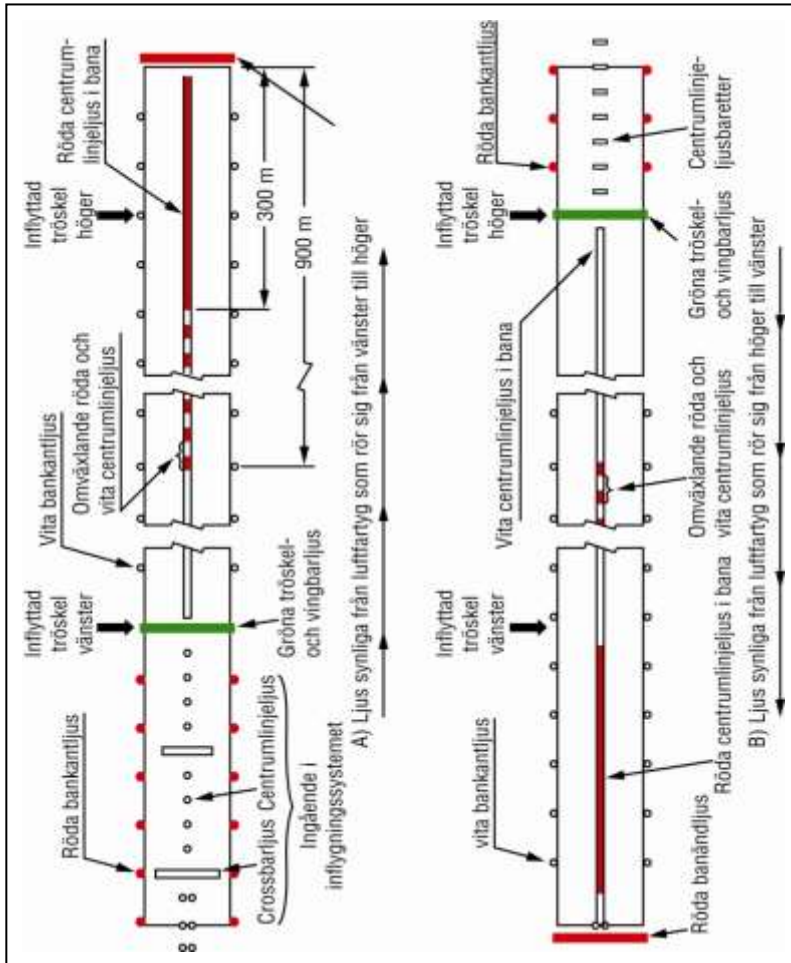 Inflyttad
tröskel
vänster
Röda bankantljus
Vita bankantljus
Omväxlande röda och
vita centrumlinjeljus
Inflyttad
tröskel
höger
Röda centrum-
linjeljus i bana
300 m
900 m
Crossbarljus
Centrumlinjeljus
Ingående i
inflygningssystemet
Gröna tröskel-
och vingbarljus
A) Ljus synliga från luftfartyg som rör sig från vänster till höger
vita bankantljus
Inflyttad
tröskel
vänster
Vita centrumlinjeljus i bana
Inflyttad
tröskel
höger
Röda bankantljus
Röda banändljus
Röda centrumlinjeljus i bana
Omväxlande röda och
vita centrumlinjeljus
Gröna tröskel-
och vingbarljus
Centrumlinje-
ljusbaretter
B) Ljus synliga från luftfartyg som rör sig från höger till vänster